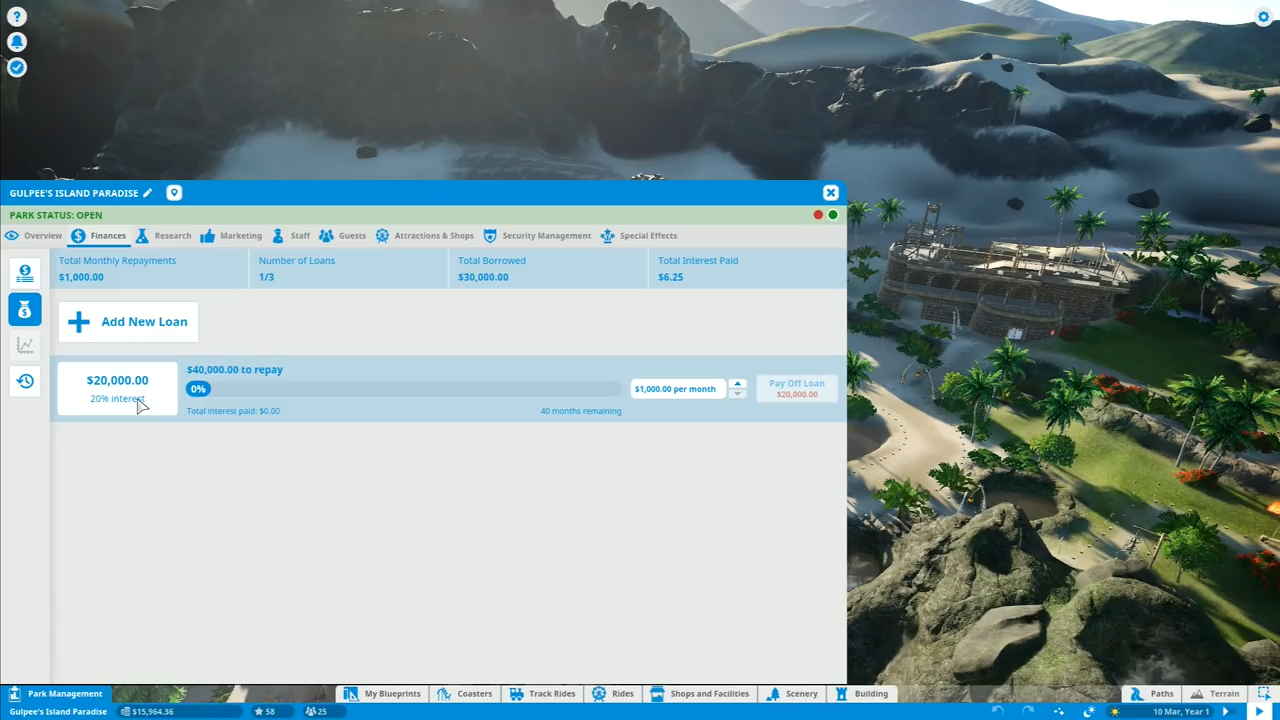 GULPEE'S ISLAND PARADISE
PARK STATUS: OPEN
Overview Finances Research Marketing Staff Guests Attractions & Shops Security Management Special Effects
Total Monthly Repayments Number of Loans Total Borrowed Total Interest Paid
$1,000.00 1/3 $30,000.00 $6.25
+ Add New Loan
$20,000.00
20% interest
$40,000.00 to repay
0%
Total interest paid: $0.00 40 months remaining
$1,000.00 per month
Pay Off Loan
$20,000.00
Park Management My Blueprints Coasters Track Rides Rides Shops and Facilities Scenery Building Paths Terrain
Gulpee's Island Paradise $15,964.36 58 25 10 Mar, Year 1